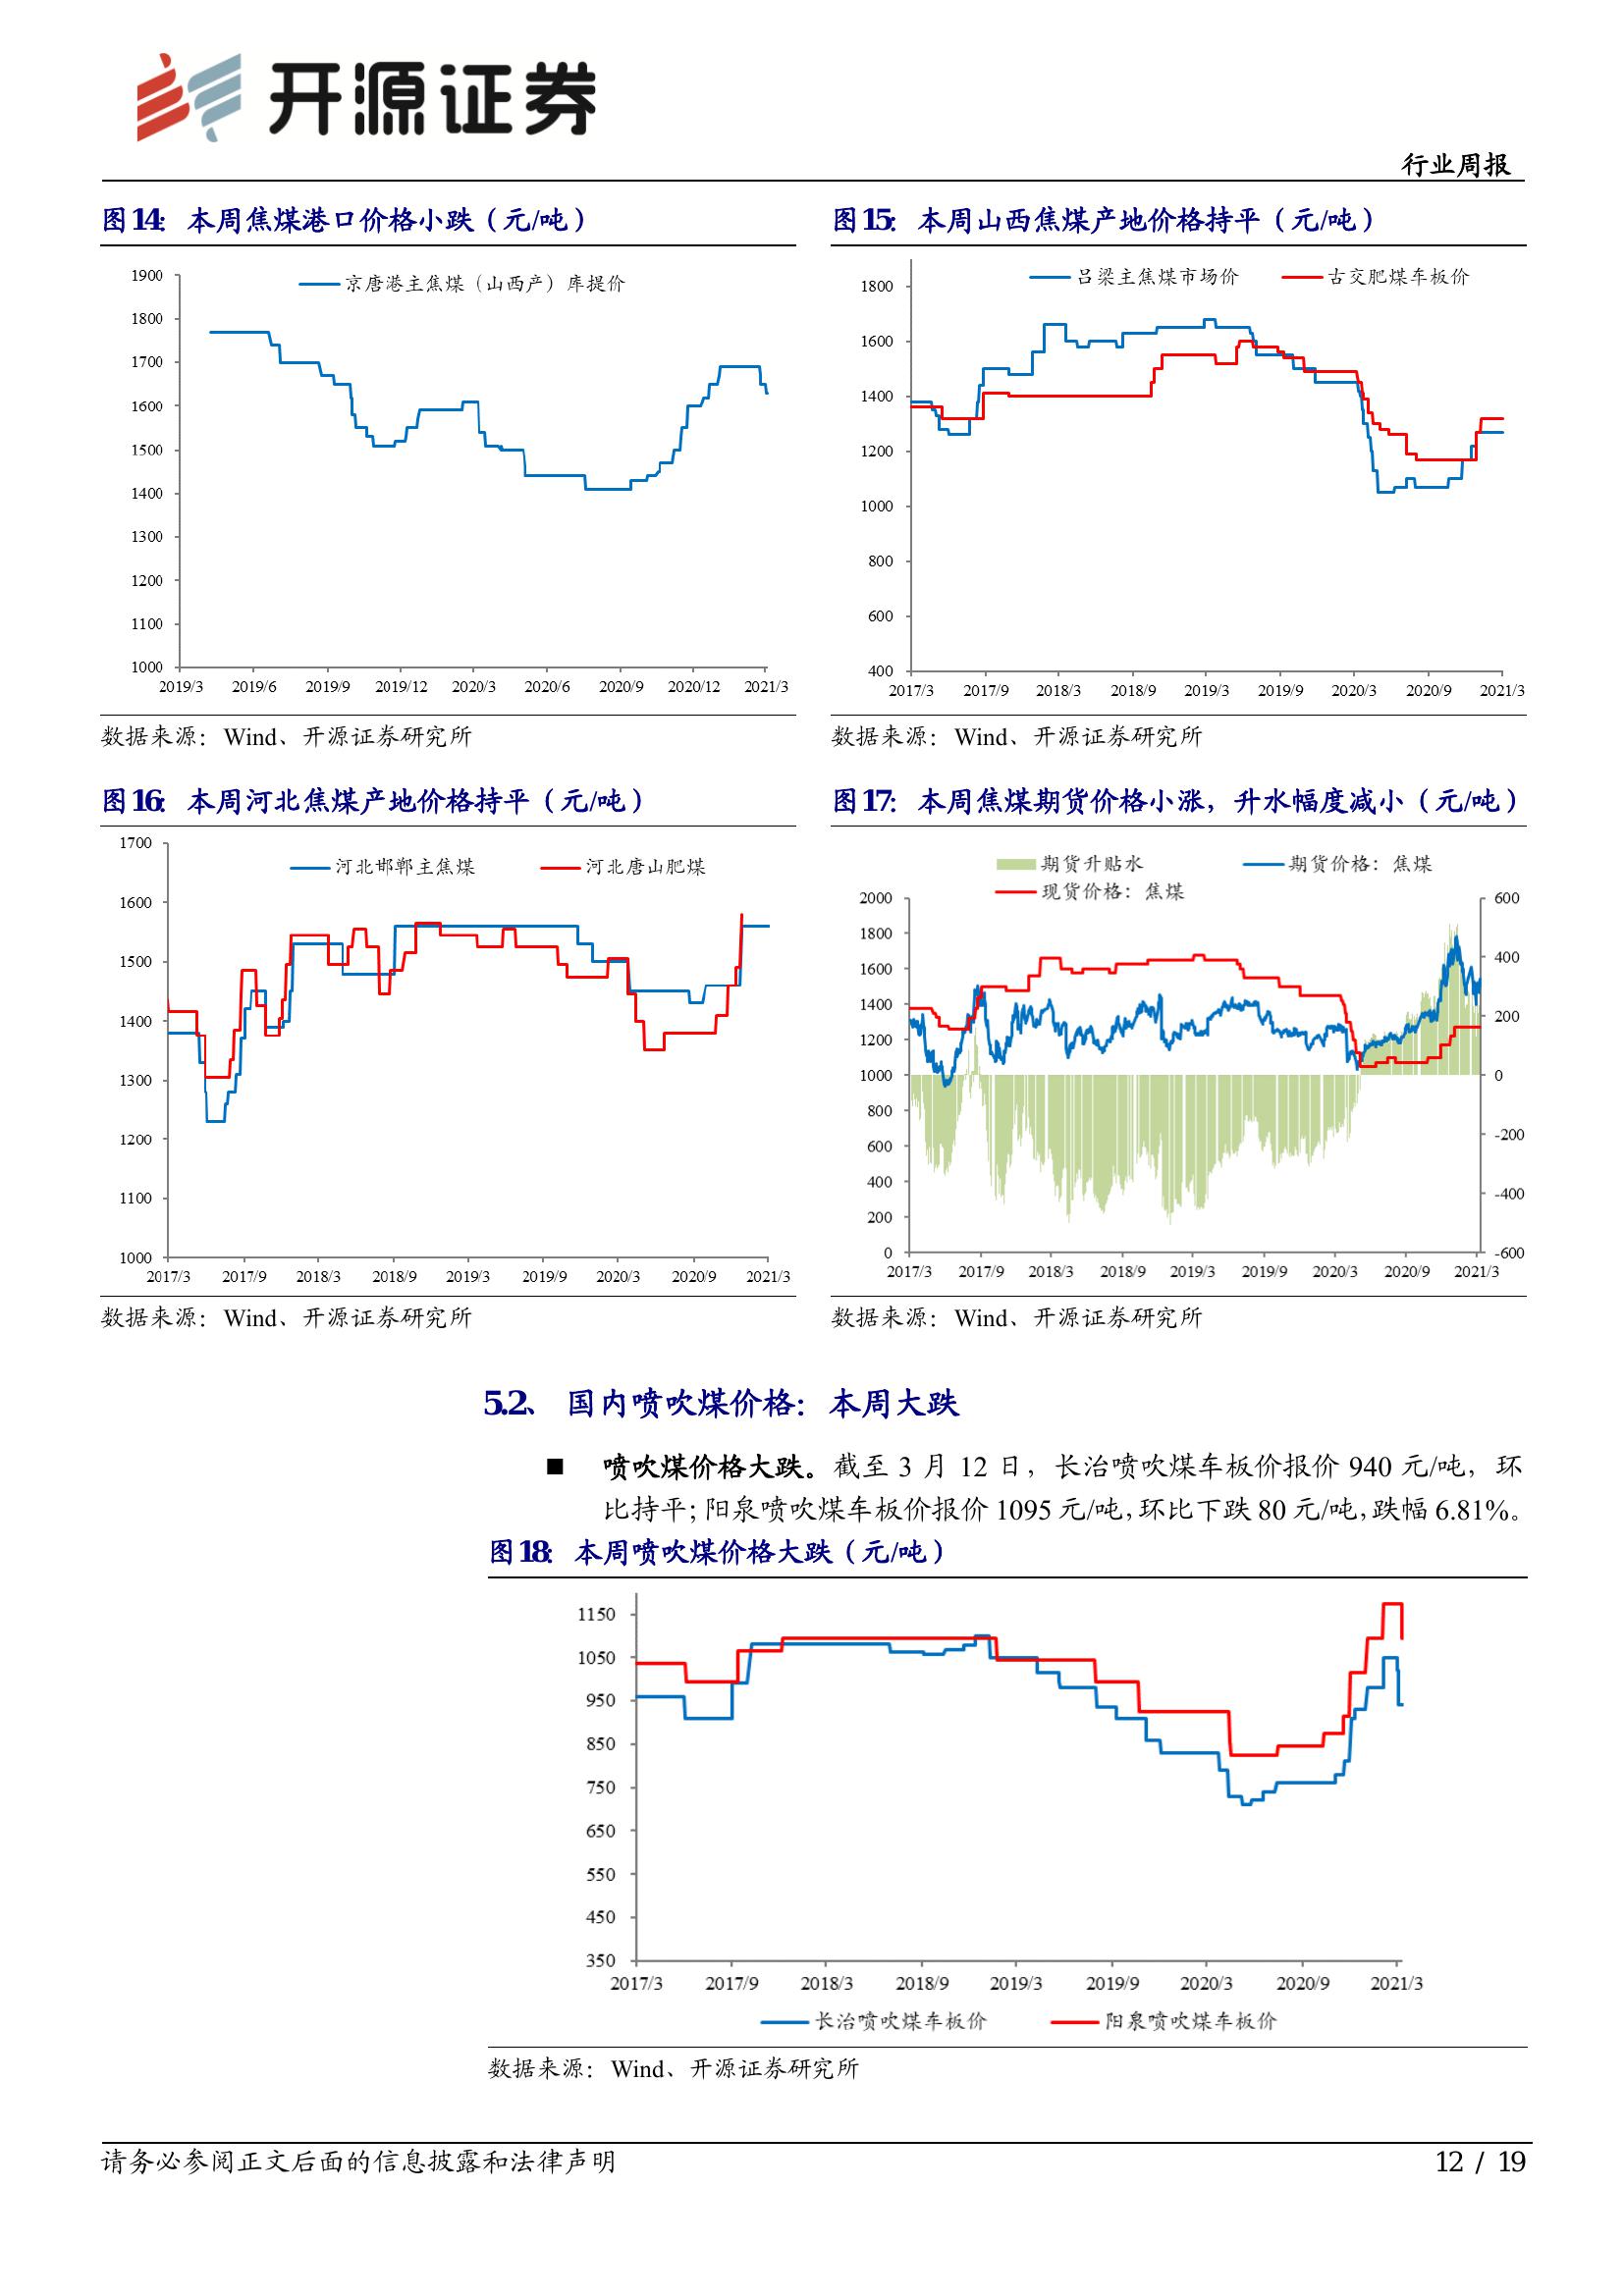 开源证券
行业周报
图14： 本周焦煤港口价格小跌（元/吨）
京唐港主焦煤（山西产）库提价
1900
1800
1700
1600
1500
1400
1300
1200
1100
1000
2019/3 2019/6 2019/9 2019/12 2020/3 2020/6 2020/9 2020/12 2021/3
数据来源：Wind、开源证券研究所
图15： 本周山西焦煤产地价格持平（元/吨）
吕梁主焦煤市场价 古交肥煤车板价
1800
1600
1400
1200
1000
800
600
400
2017/3 2017/9 2018/3 2018/9 2019/3 2019/9 2020/3 2020/9 2021/3
数据来源：Wind、开源证券研究所
图16： 本周河北焦煤产地价格持平（元/吨）
河北邯郸主焦煤 河北唐山肥煤
1700
1600
1500
1400
1300
1200
1100
1000
2017/3 2017/9 2018/3 2018/9 2019/3 2019/9 2020/3 2020/9 2021/3
数据来源：Wind、开源证券研究所
图17： 本周焦煤期货价格小涨，升水幅度减小（元/吨）
期货升贴水 期货价格：焦煤
现货价格：焦煤
2000 600
1800
1600 400
1400
1200 200
1000 0
800
600 -200
400 -400
200
0 -600
2017/3 2017/9 2018/3 2018/9 2019/3 2019/9 2020/3 2020/9 2021/3
数据来源：Wind、开源证券研究所
5.2、 国内喷吹煤价格：本周大跌
■ 喷吹煤价格大跌。截至 3 月 12 日，长治喷吹煤车板价报价 940 元/吨，环
比持平；阳泉喷吹煤车板价报价 1095 元/吨，环比下跌 80 元/吨，跌幅 6.81%。
图18： 本周喷吹煤价格大跌（元/吨）
1150
1050
950
850
750
650
550
450
350
2017/3 2017/9 2018/3 2018/9 2019/3 2019/9 2020/3 2020/9 2021/3
长治喷吹煤车板价 阳泉喷吹煤车板价
数据来源：Wind、开源证券研究所
请务必参阅正文后面的信息披露和法律声明
12 / 19